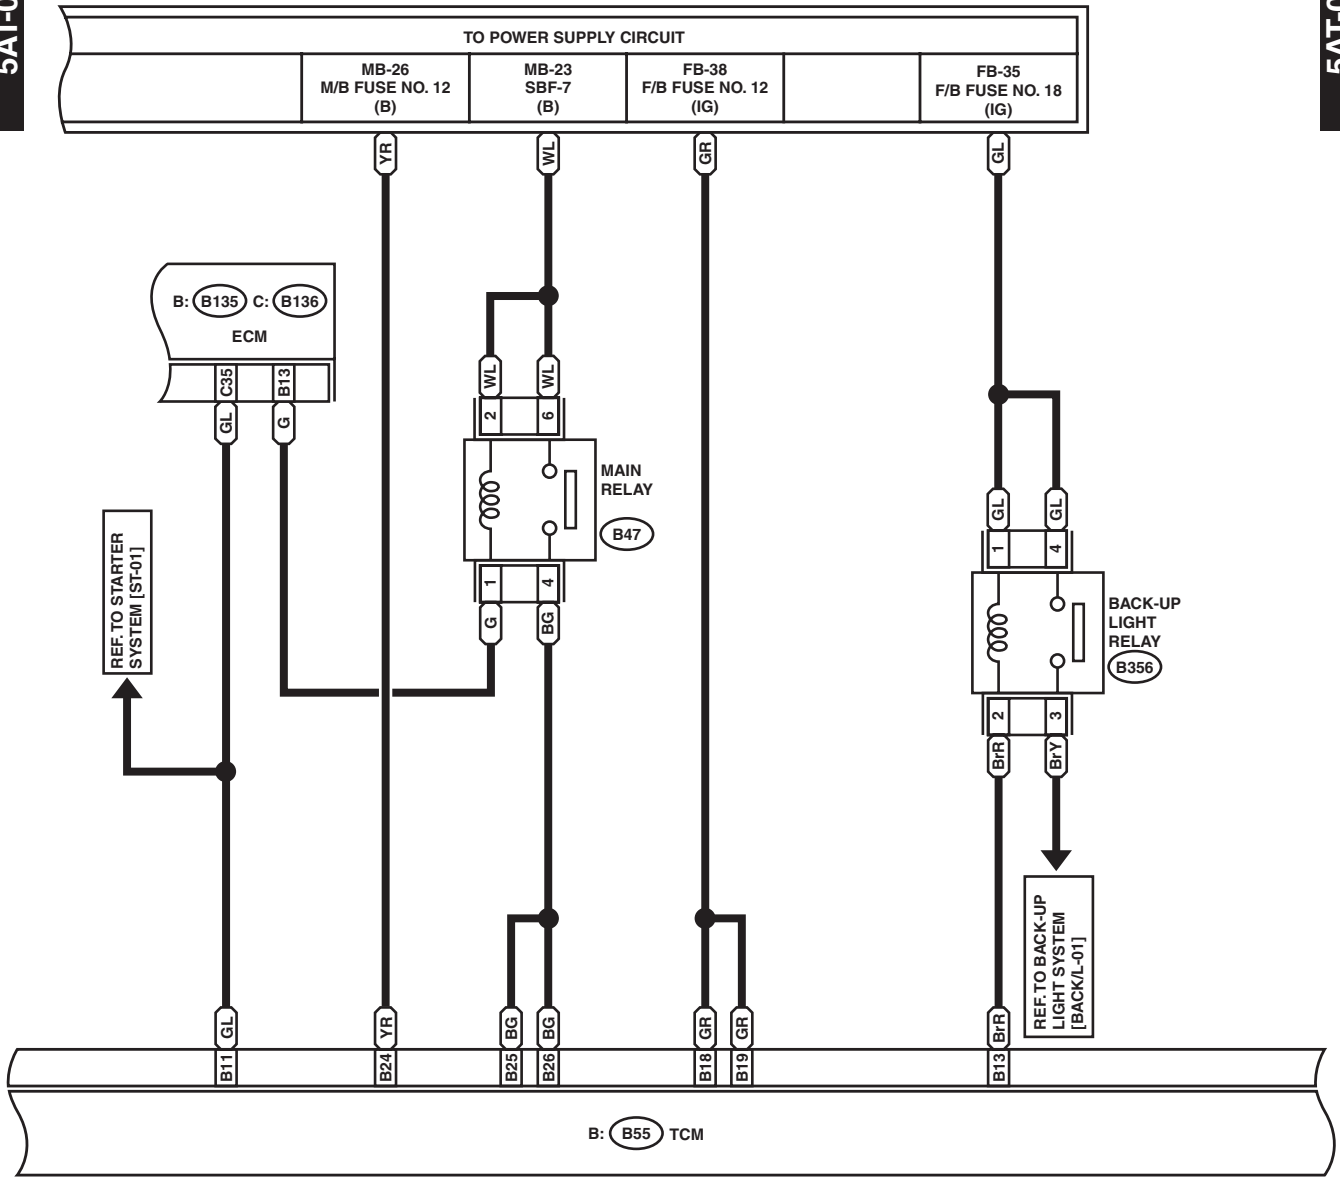 5AT-0
5AT-0
TO POWER SUPPLY CIRCUIT
MB-26
M/B FUSE NO. 12
(B)
MB-23
SBF-7
(B)
FB-38
F/B FUSE NO. 12
(IG)
FB-35
F/B FUSE NO. 18
(IG)
YR
WL
GR
GL
B: B135 C: B136
ECM
C35
B13
GL
G
WL
WL
2
6
MAIN
RELAY
B47
1
4
G
BG
REF. TO STARTER
SYSTEM [ST-01]
GL
GL
1
4
BACK-UP
LIGHT
RELAY
B356
2
3
BrR
BrY
REF. TO BACK-UP
LIGHT SYSTEM
[BACK/L-01]
GL
YR
BG
BG
GR
GR
BrR
B11
B24
B25
B26
B18
B19
B13
B: B55 TCM